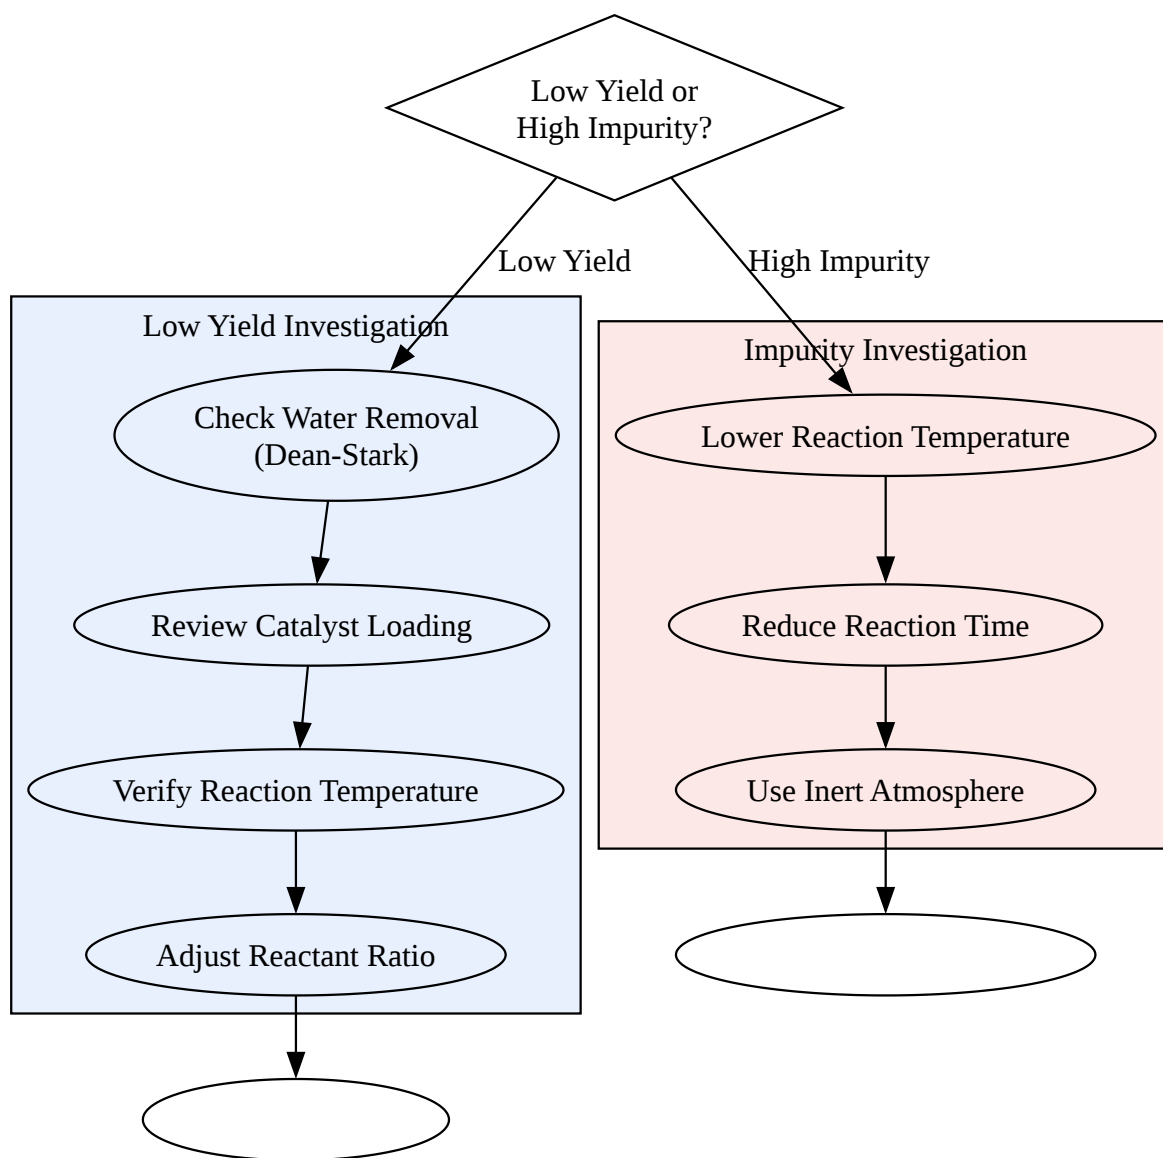 Low Yield or
High Impurity?
Low Yield
High Impurity
Low Yield Investigation
Check Water Removal
(Dean-Stark)
Review Catalyst Loading
Verify Reaction Temperature
Adjust Reactant Ratio
Impurity Investigation
Lower Reaction Temperature
Reduce Reaction Time
Use Inert Atmosphere